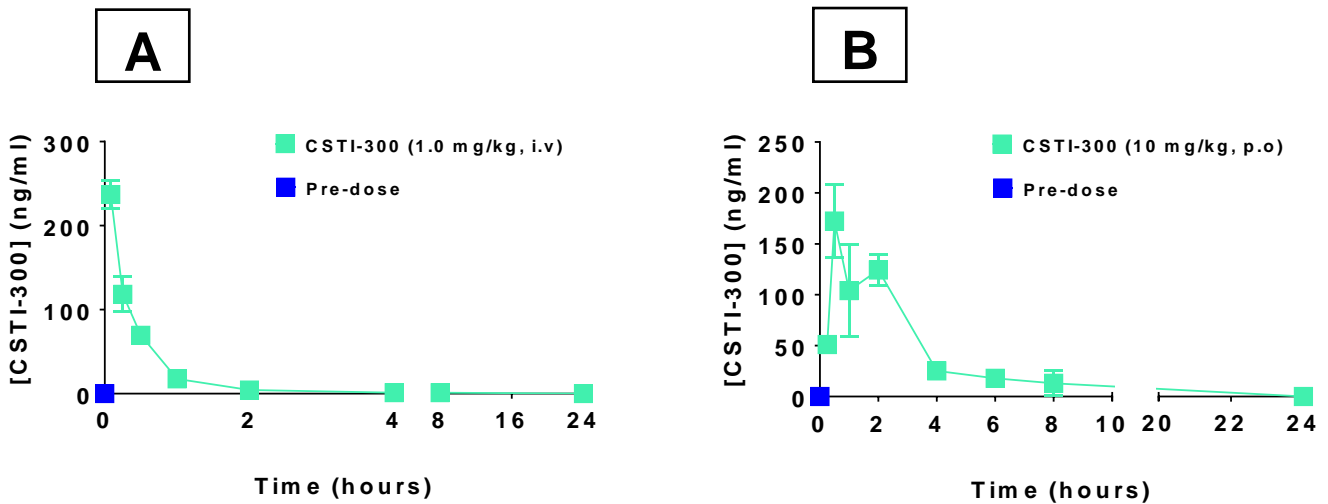 A
[CSTI-300] (ng/ml)
300
200
100
0
CSTI-300 (1.0 mg/kg, i.v)
Pre-dose
0 2 4 8 16 24
Time (hours)
B
[CSTI-300] (ng/ml)
250
200
150
100
50
0
CSTI-300 (10 mg/kg, p.o)
Pre-dose
0 2 4 6 8 10 20 22 24
Time (hours)